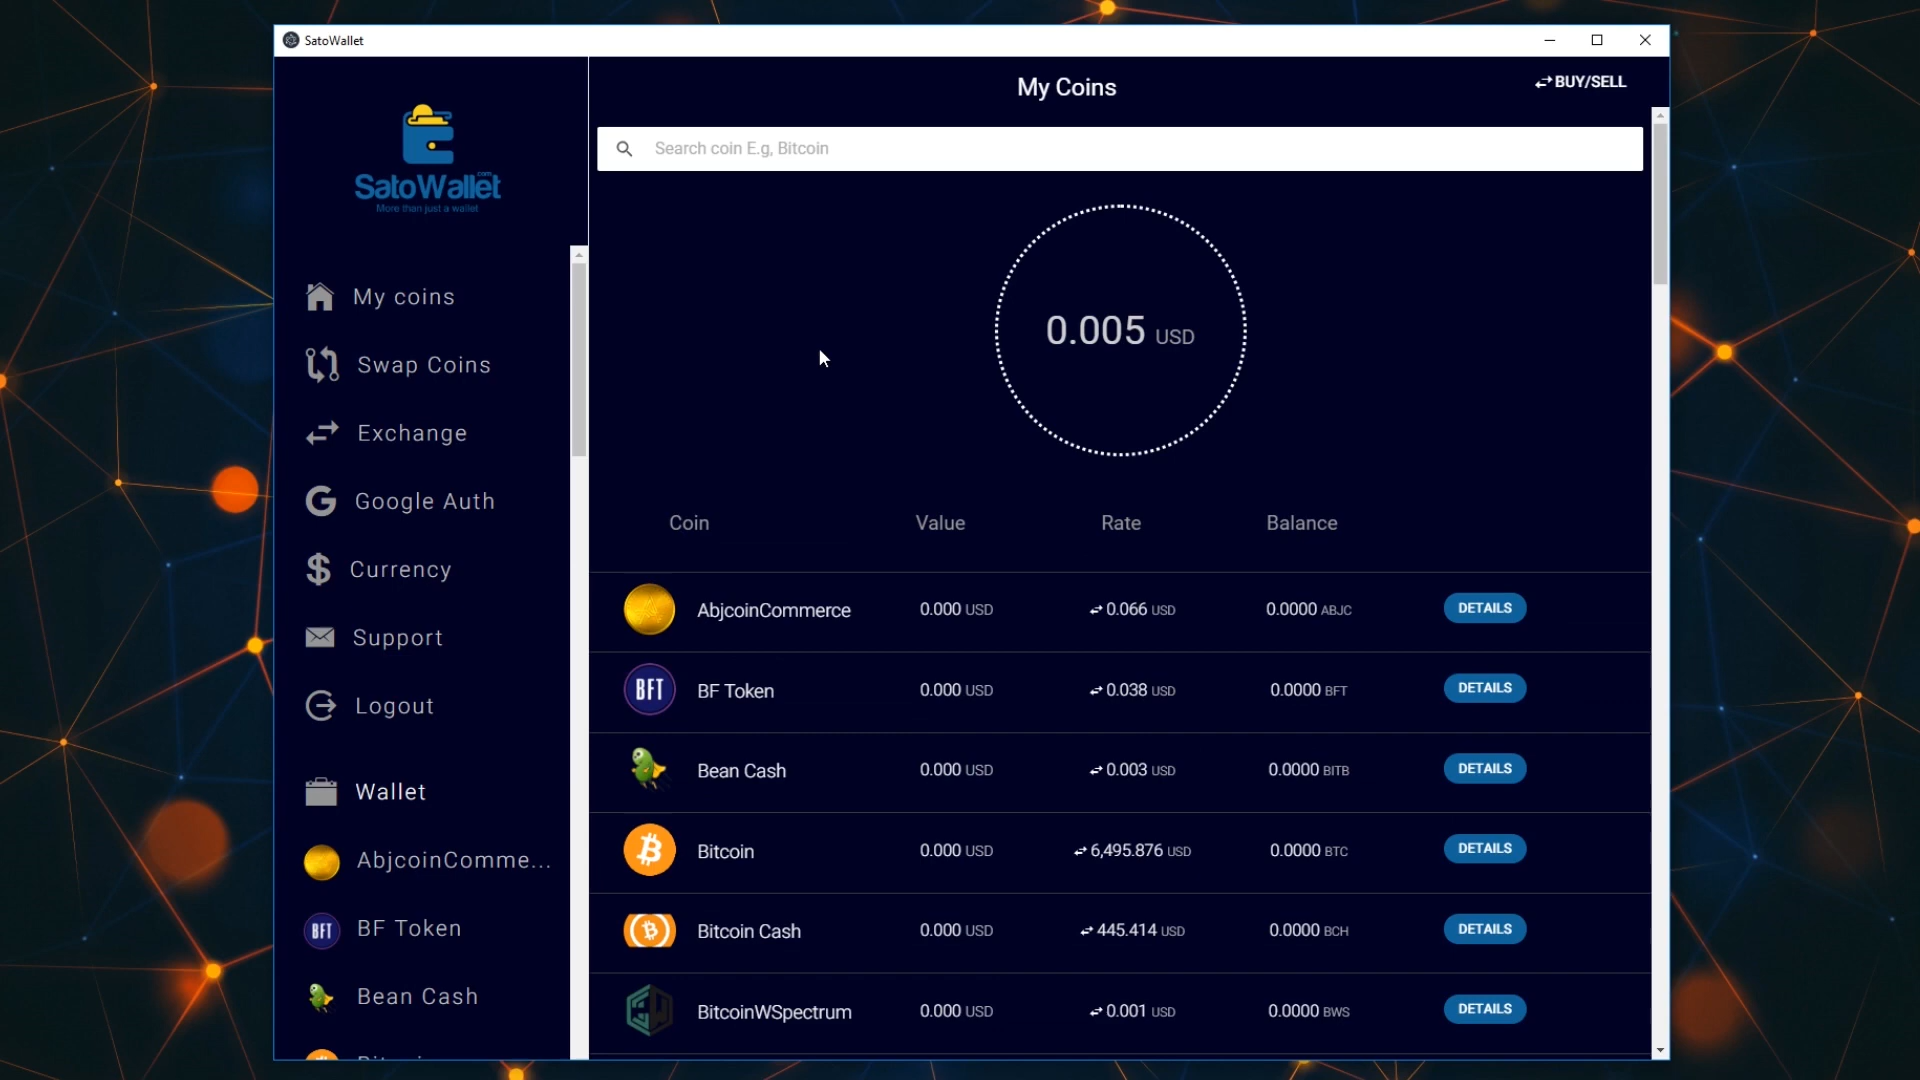 SatoWallet
My Coins
BUY/SELL
Search coin E.g, Bitcoin
SatoWallet
.com
More than just a wallet
My coins
Swap Coins
Exchange
Google Auth
Currency
Support
Logout
Wallet
AbjcoinComme...
BFT BF Token
Bean Cash
0.005 USD
Coin Value Rate Balance
AbjcoinCommerce 0.000 USD 0.066 USD 0.0000 ABJC DETAILS
BFT BF Token 0.000 USD 0.038 USD 0.0000 BFT DETAILS
Bean Cash 0.000 USD 0.003 USD 0.0000 BITB DETAILS
Bitcoin 0.000 USD 6,495.876 USD 0.0000 BTC DETAILS
Bitcoin Cash 0.000 USD 445.414 USD 0.0000 BCH DETAILS
BitcoinWSpectrum 0.000 USD 0.001 USD 0.0000 BWS DETAILS